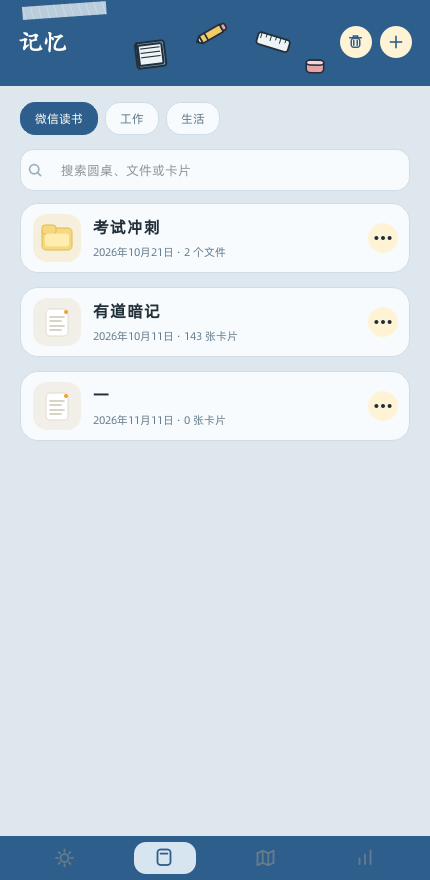 记忆
微信读书
工作
生活
搜索圆桌、文件或卡片
考试冲刺
2026年10月21日 · 2 个文件
有道暗记
2026年10月11日 · 143 张卡片
一
2026年11月11日 · 0 张卡片